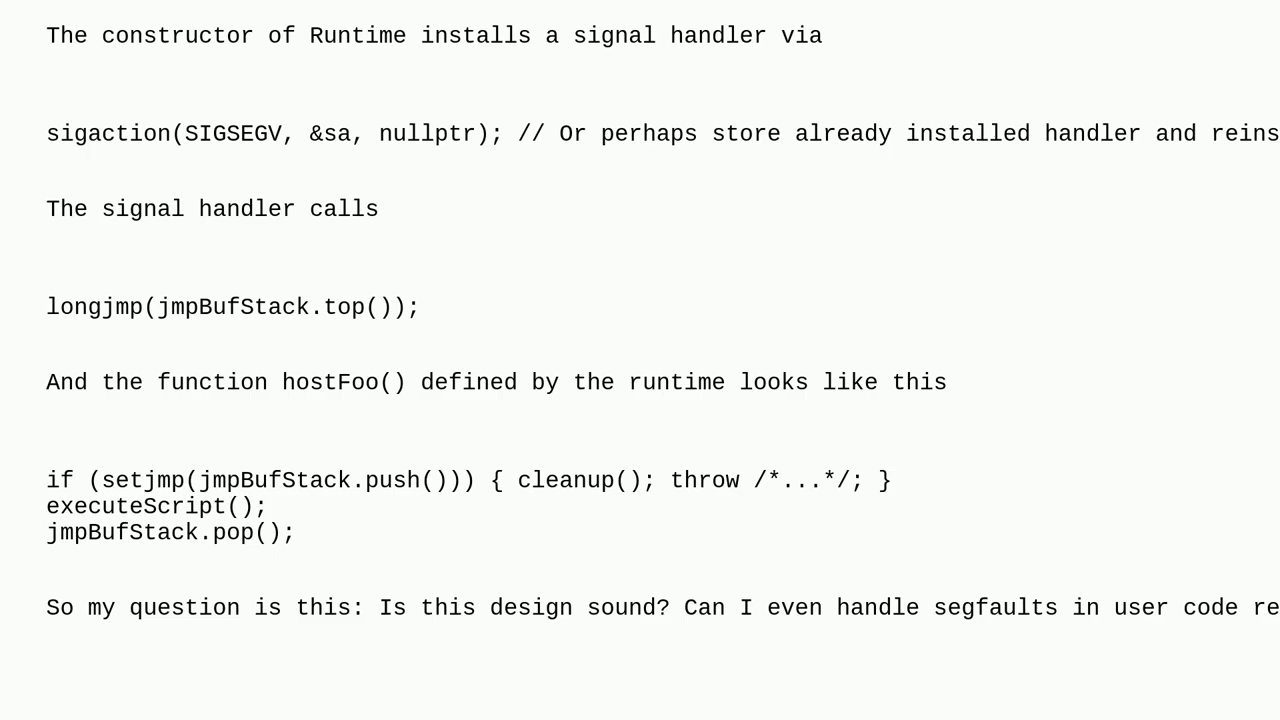 The constructor of Runtime installs a signal handler via
sigaction(SIGSEGV, &sa, nullptr); // Or perhaps store already installed handler and
The signal handler calls
longjmp(jmpBufStack.top());
And the function hostFoo() defined by the runtime looks like this
if (setjmp(jmpBufStack.push())) { cleanup(); throw /*...*/; }
executeScript();
jmpBufStack.pop();
So my question is this: Is this design sound? Can I even handle segfaults in user code